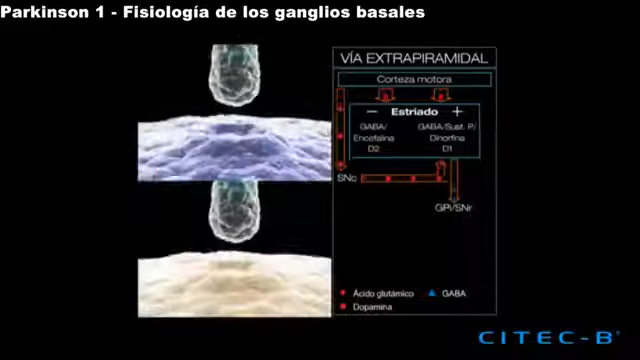 Parkinson 1 - Fisiología de los ganglios basales
VÍA EXTRAPIRAMIDAL
Corteza motora
− Estriado +
GABA/ GABA/Sust. P/
Encefalina Dinorfina
D2 D1
SNc
GPi/SNr
Ácido glutámico GABA
Dopamina
CITEC-B®